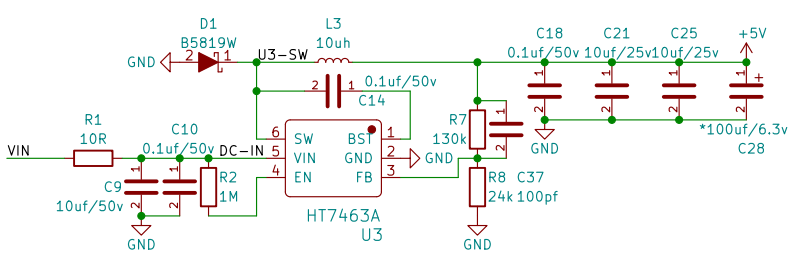 D1
B5819W
GND
2
1
U3-SW
L3
10uh
0.1uf/50v
2
1
C14
C18
0.1uf/50v
C21
10uf/25v
C25
10uf/25v
+5V
1
2
1
2
1
2
1
+
2
GND
*100uf/6.3v
C28
R1
10R
VIN
C10
0.1uf/50v
DC-IN
C9
10uf/50v
1
2
1
2
GND
R2
1M
6
5
4
SW
VIN
EN
BST
GND
FB
1
2
3
GND
HT7463A
U3
R7
130k
1
2
R8
24k
C37
100pf
GND